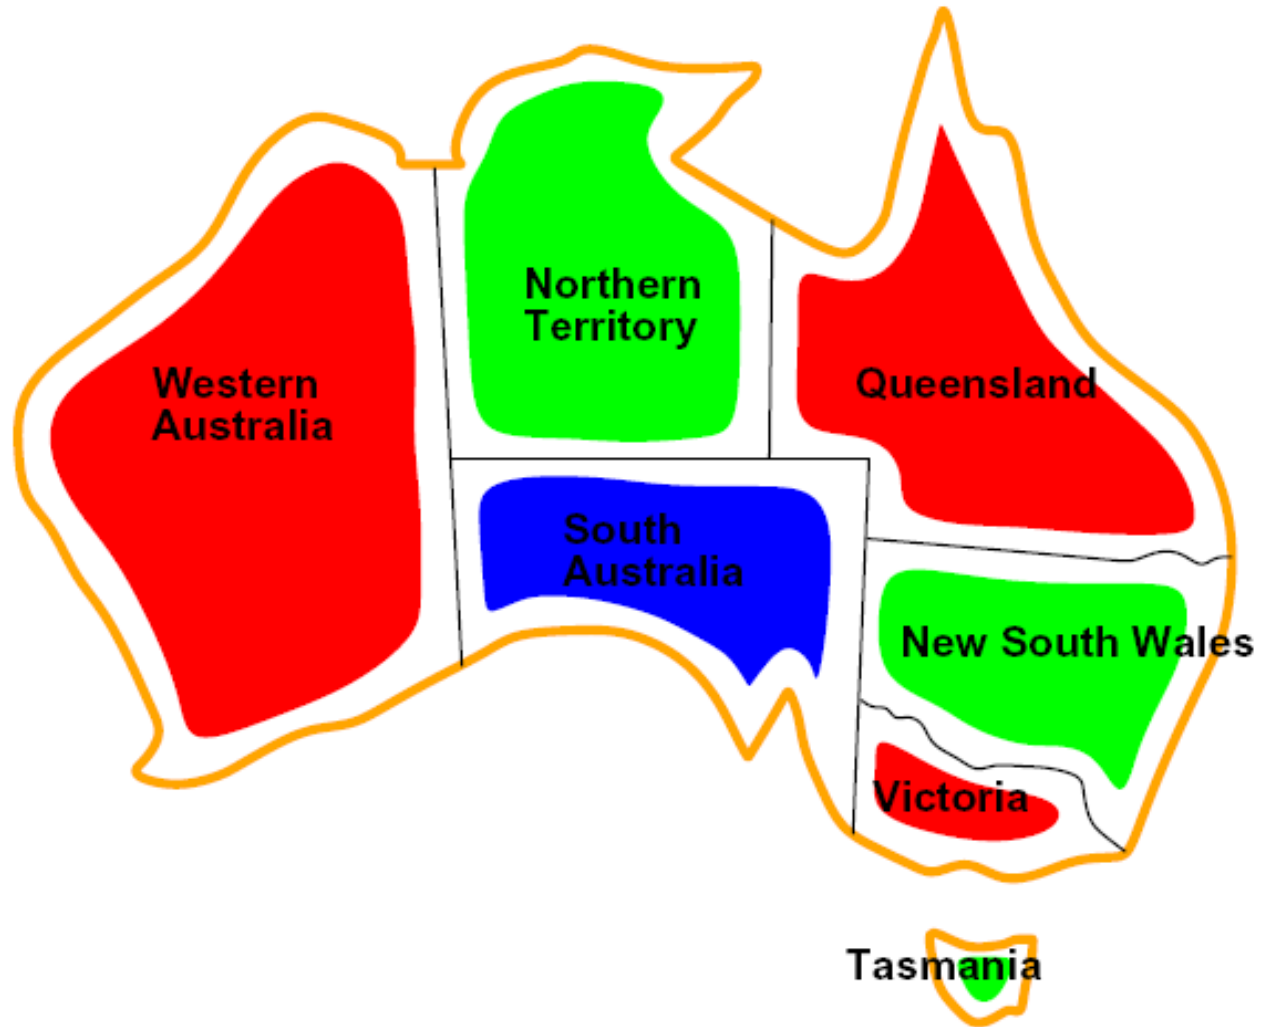 Northern
Territory
Western
Australia
Queensland
South
Australia
New South Wales
Victoria
Tasmania